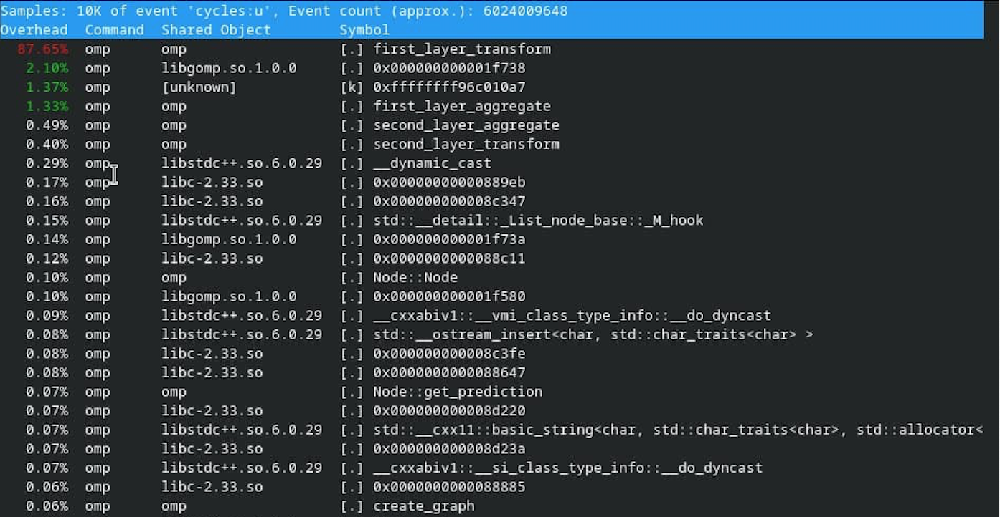 Samples: 10K of event 'cycles:u', Event count (approx.): 6024009648
Overhead  Command  Shared Object        Symbol
87.65%  omp      omp                  [.] first_layer_transform
2.10%  omp      libgomp.so.1.0.0     [.] 0x000000000001f738
1.37%  omp      [unknown]            [k] 0xffffffff96c010a7
1.33%  omp      omp                  [.] first_layer_aggregate
0.49%  omp      omp                  [.] second_layer_aggregate
0.40%  omp      omp                  [.] second_layer_transform
0.29%  omp      libstdc++.so.6.0.29  [.] __dynamic_cast
0.17%  omp      libc-2.33.so         [.] 0x00000000000889eb
0.16%  omp      libc-2.33.so         [.] 0x000000000008c347
0.15%  omp      libstdc++.so.6.0.29  [.] std::__detail::_List_node_base::_M_hook
0.14%  omp      libgomp.so.1.0.0     [.] 0x000000000001f73a
0.12%  omp      libc-2.33.so         [.] 0x0000000000088c11
0.10%  omp      omp                  [.] Node::Node
0.10%  omp      libgomp.so.1.0.0     [.] 0x000000000001f580
0.09%  omp      libstdc++.so.6.0.29  [.] __cxxabiv1::__vmi_class_type_info::__do_dyncast
0.08%  omp      libstdc++.so.6.0.29  [.] std::__ostream_insert<char, std::char_traits<char> >
0.08%  omp      libc-2.33.so         [.] 0x000000000008c3fe
0.08%  omp      libc-2.33.so         [.] 0x0000000000088647
0.07%  omp      omp                  [.] Node::get_prediction
0.07%  omp      libc-2.33.so         [.] 0x000000000008d220
0.07%  omp      libstdc++.so.6.0.29  [.] std::__cxx11::basic_string<char, std::char_traits<char>, std::allocator<
0.07%  omp      libc-2.33.so         [.] 0x000000000008d23a
0.07%  omp      libstdc++.so.6.0.29  [.] __cxxabiv1::__si_class_type_info::__do_dyncast
0.06%  omp      libc-2.33.so         [.] 0x0000000000088885
0.06%  omp      omp                  [.] create_graph